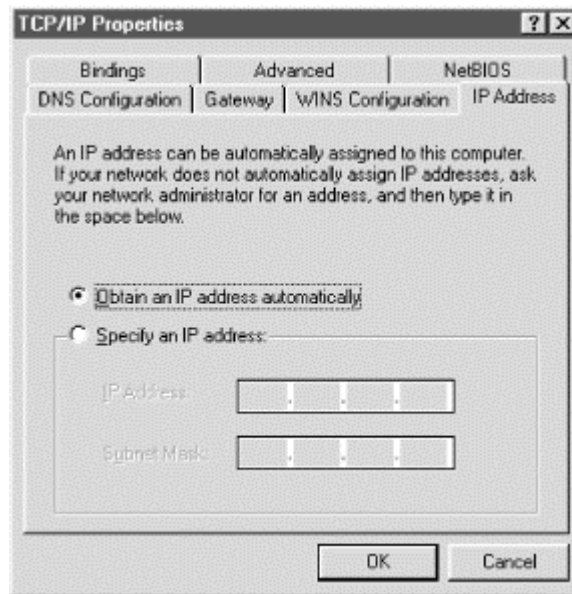 TCP/IP Properties
? X
Bindings Advanced NetBIOS
DNS Configuration Gateway WINS Configuration IP Address
An IP address can be automatically assigned to this computer.
If your network does not automatically assign IP addresses, ask
your network administrator for an address, and then type it in
the space below.
Obtain an IP address automatically
Specify an IP address:
IP Address:
Subnet Mask:
OK Cancel